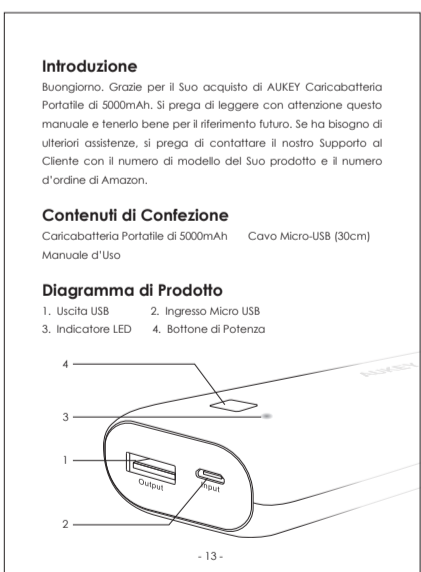 Introduzione
Buongiorno. Grazie per il Suo acquisto di AUKEY Caricabatteria
Portatile di 5000mAh. Si prega di leggere con attenzione questo
manuale e tenerlo bene per il riferimento futuro. Se ha bisogno di
ulteriori assistenze, si prega di contattare il nostro Supporto al
Cliente con il numero di modello del Suo prodotto e il numero
d'ordine di Amazon.
Contenuti di Confezione
Caricabatteria Portatile di 5000mAh Cavo Micro-USB (30cm)
Manuale d'Uso
Diagramma di Prodotto
1. Uscita USB 2. Ingresso Micro USB
3. Indicatore LED 4. Bottone di Potenza
4
AUKEY
3
1
Output
Input
2
- 13 -